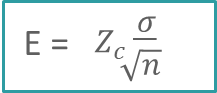 E = Z_c σ/√n